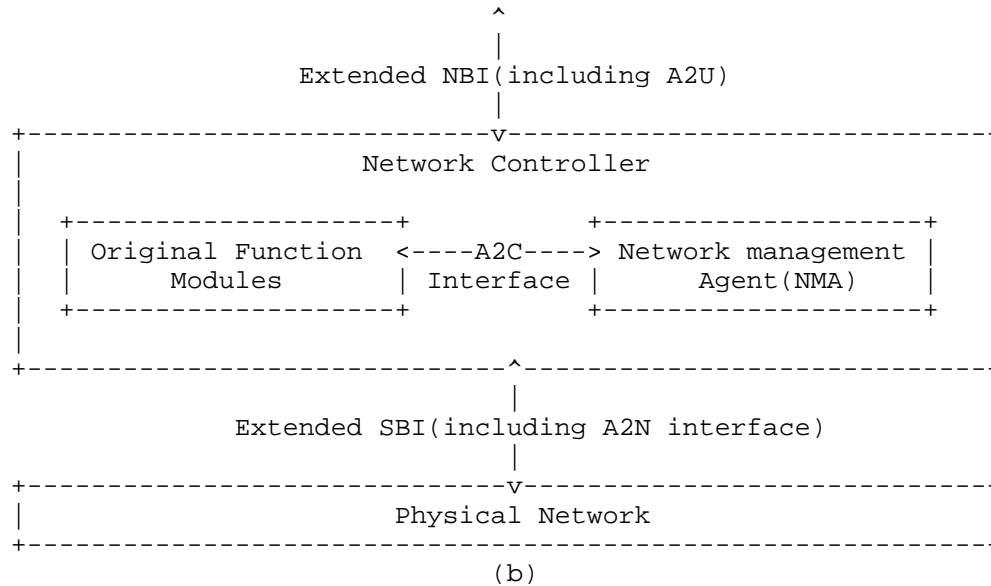 Extended NBI(including A2U)
Network Controller
Original Function <----A2C----> Network management
Modules Interface Agent(NMA)
Extended SBI(including A2N interface)
Physical Network
(b)